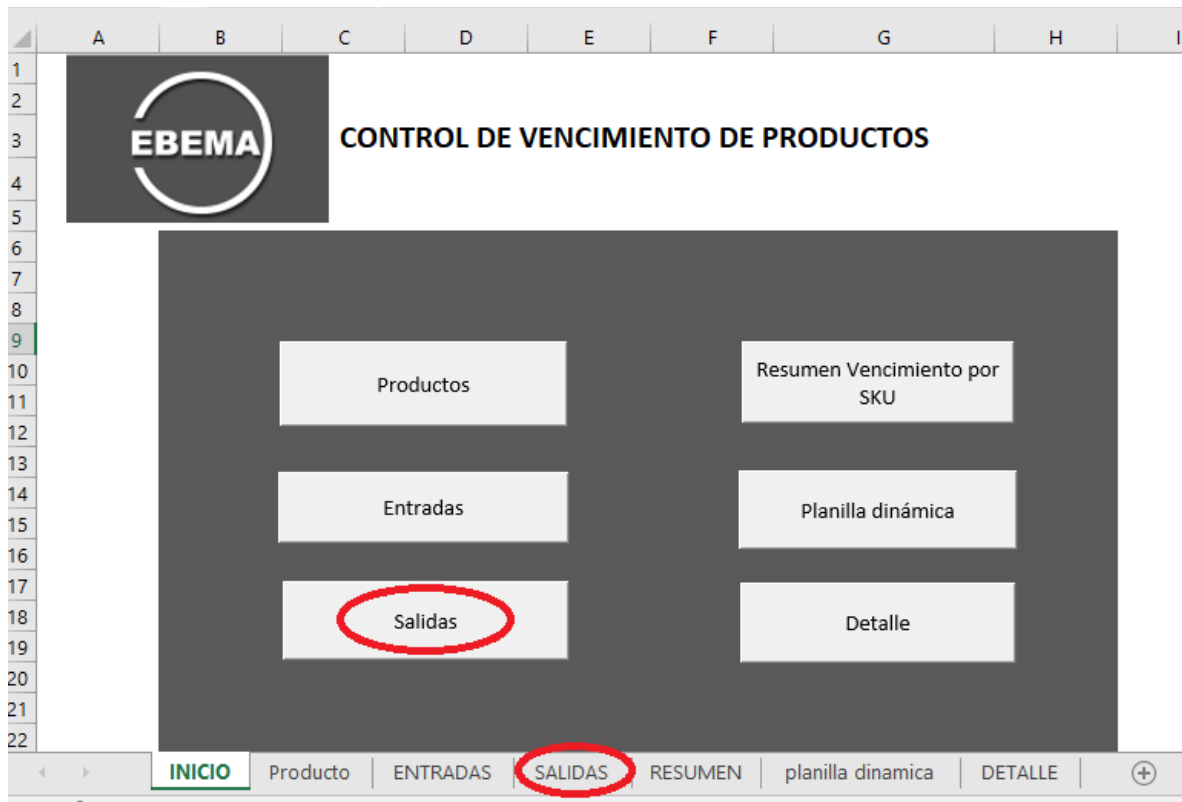 A B C D E F G H I
1
2
3
4
5
6
7
8
9
10
11
12
13
14
15
16
17
18
19
20
21
22
EBEMA
CONTROL DE VENCIMIENTO DE PRODUCTOS
Productos
Resumen Vencimiento por
SKU
Entradas
Planilla dinámica
Salidas
Detalle
INICIO Producto ENTRADAS SALIDAS RESUMEN planilla dinamica DETALLE